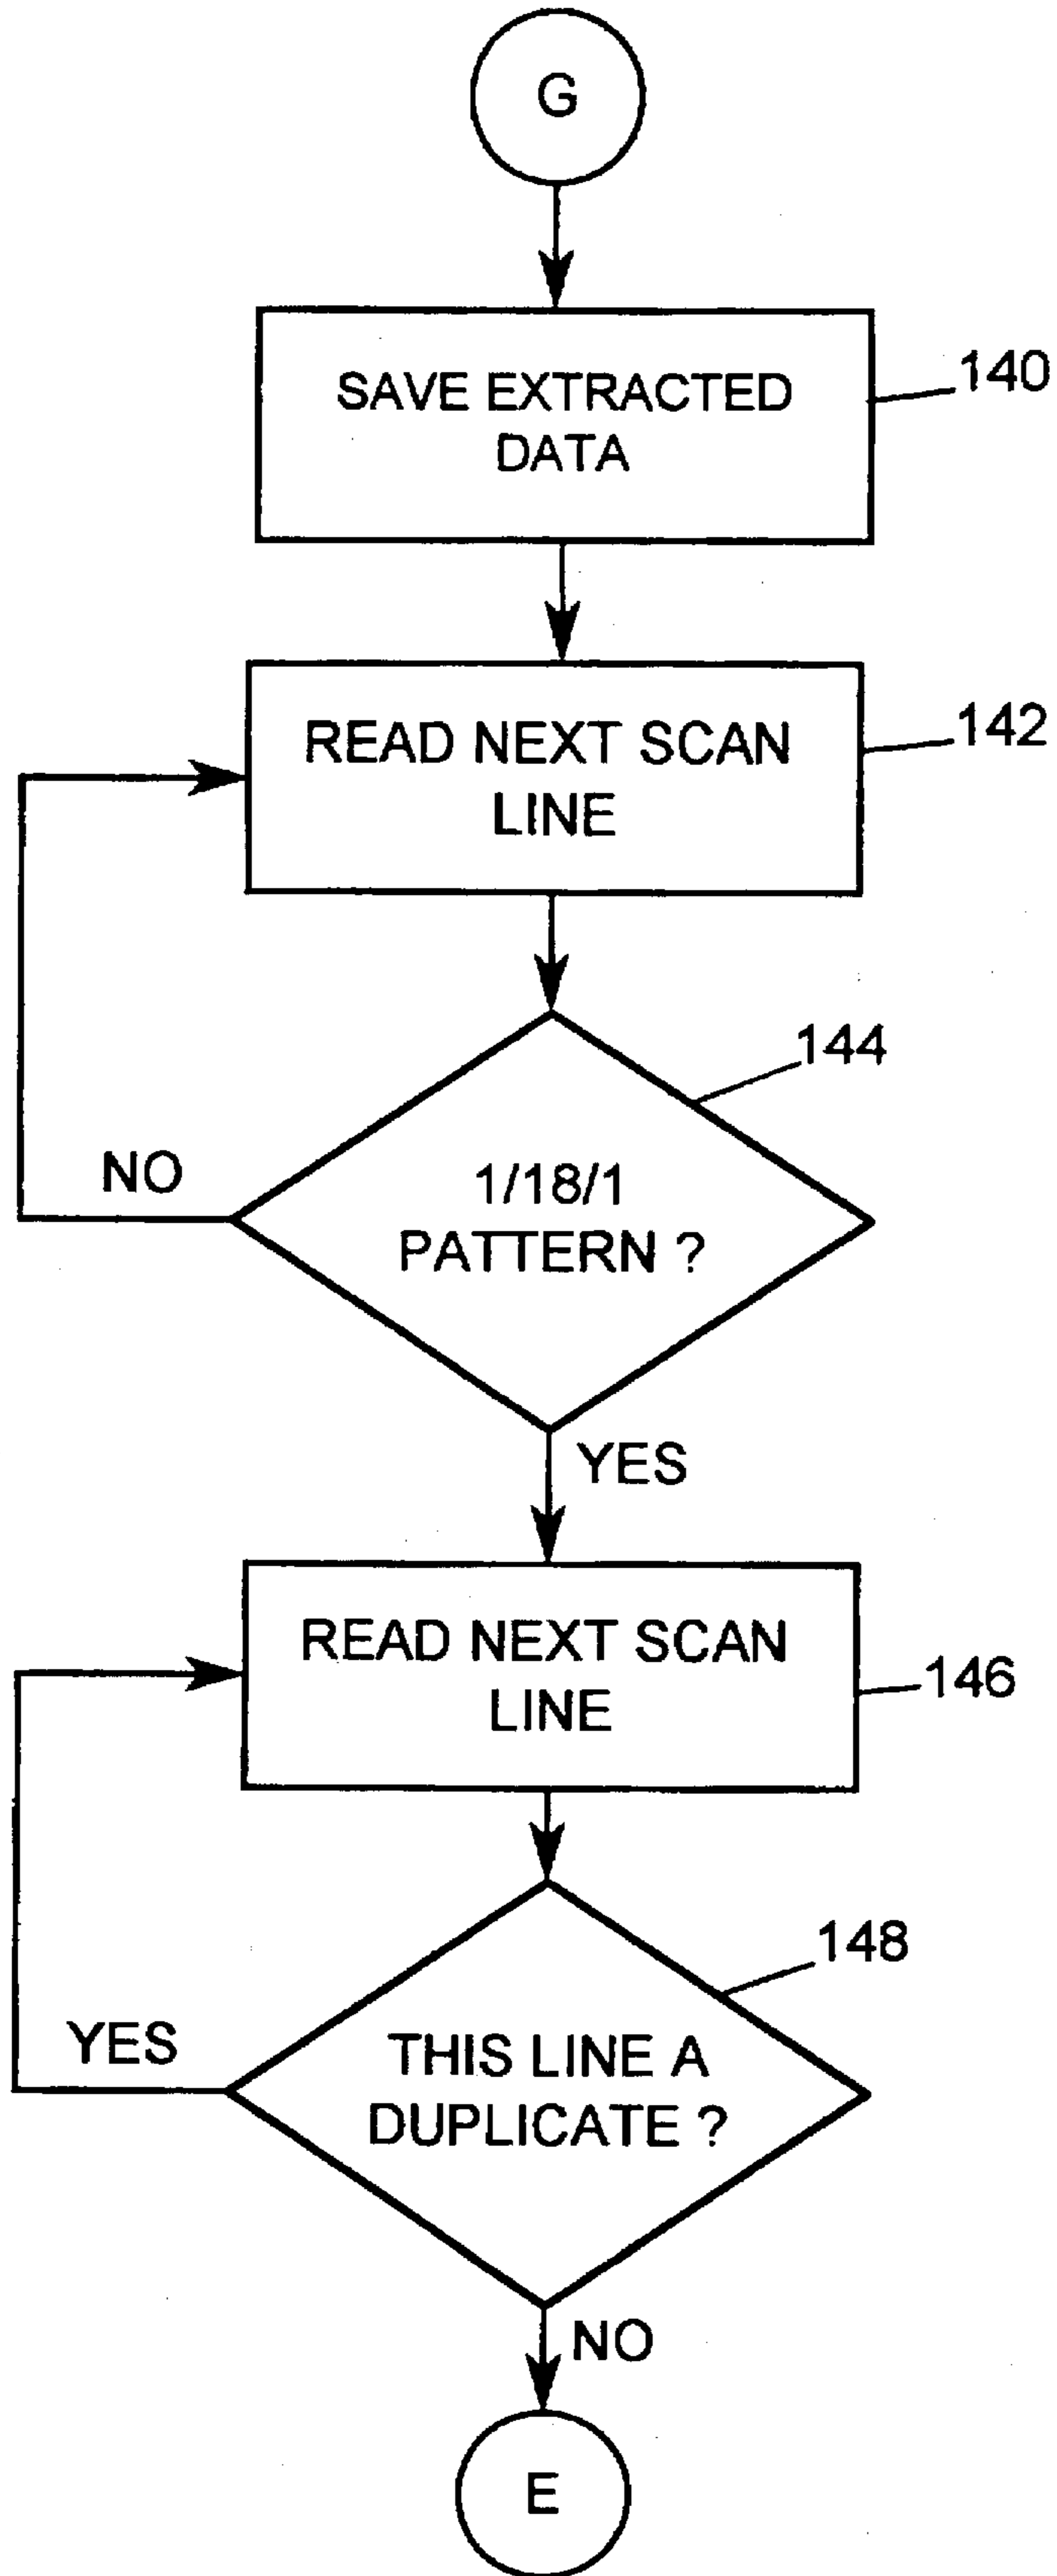 G
SAVE EXTRACTED
DATA
140
READ NEXT SCAN
LINE
142
144
NO
1/18/1
PATTERN ?
YES
READ NEXT SCAN
LINE
146
148
YES
THIS LINE A
DUPLICATE ?
NO
E